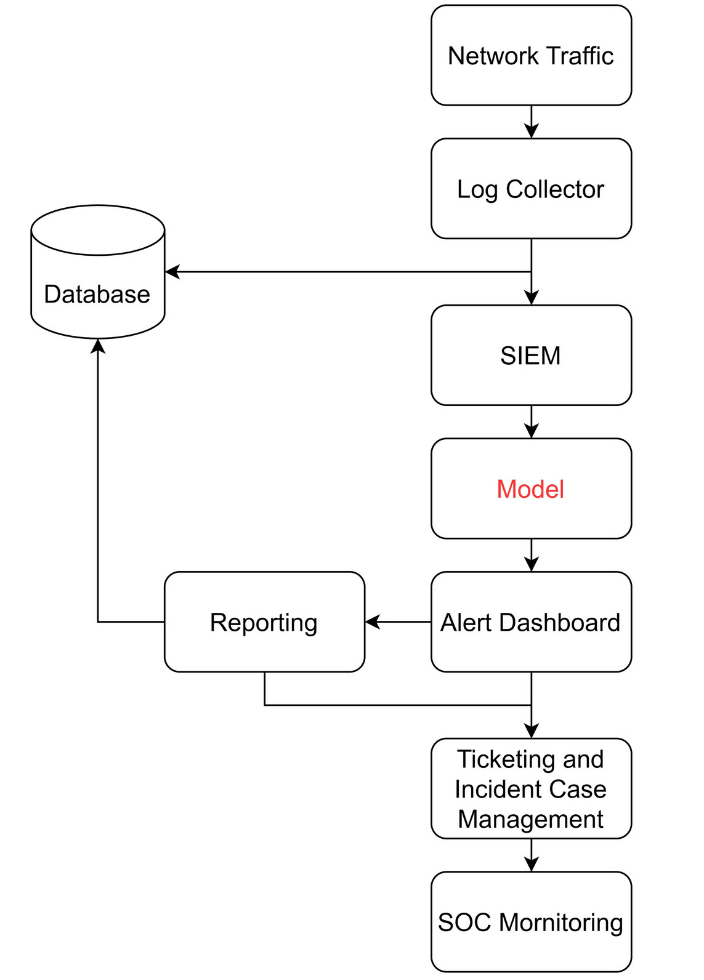 Network Traffic
Log Collector
Database
SIEM
Model
Reporting
Alert Dashboard
Ticketing and
Incident Case
Management
SOC Mornitoring